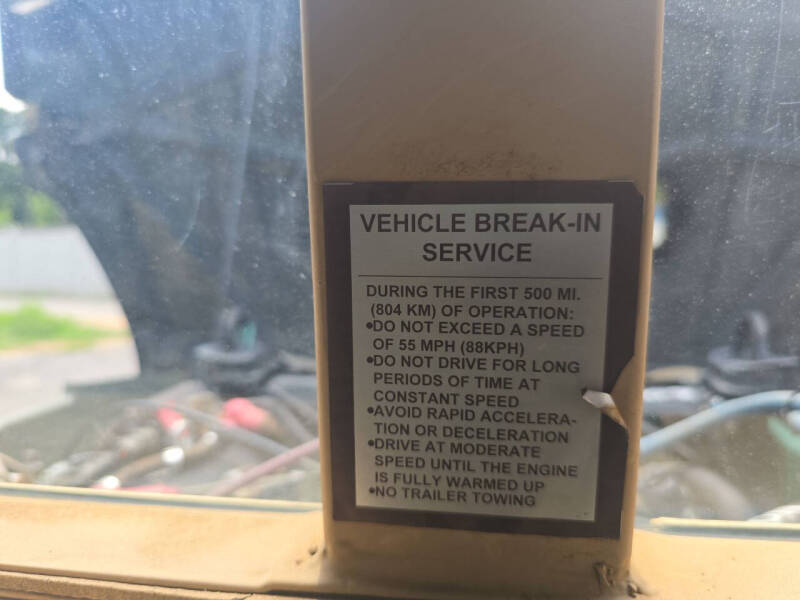 VEHICLE BREAK-IN
SERVICE
DURING THE FIRST 500 MI.
(804 KM) OF OPERATION:
•DO NOT EXCEED A SPEED
OF 55 MPH (88KPH)
•DO NOT DRIVE FOR LONG
PERIODS OF TIME AT
CONSTANT SPEED
•AVOID RAPID ACCELERA-
TION OR DECELERATION
•DRIVE AT MODERATE
SPEED UNTIL THE ENGINE
IS FULLY WARMED UP
•NO TRAILER TOWING